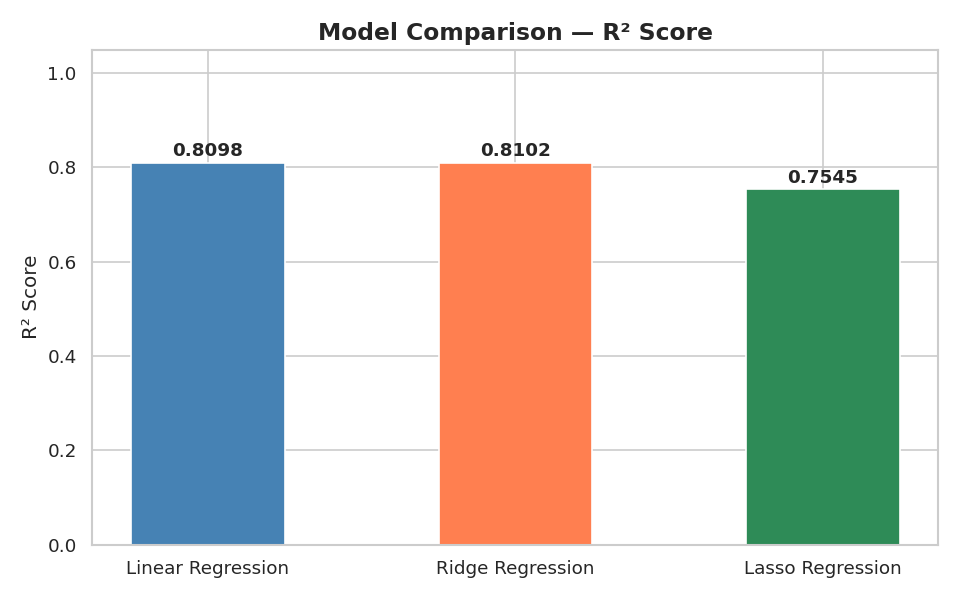 Model Comparison — R² Score
R² Score
1.0
0.8
0.6
0.4
0.2
0.0
0.8098
0.8102
0.7545
Linear Regression
Ridge Regression
Lasso Regression